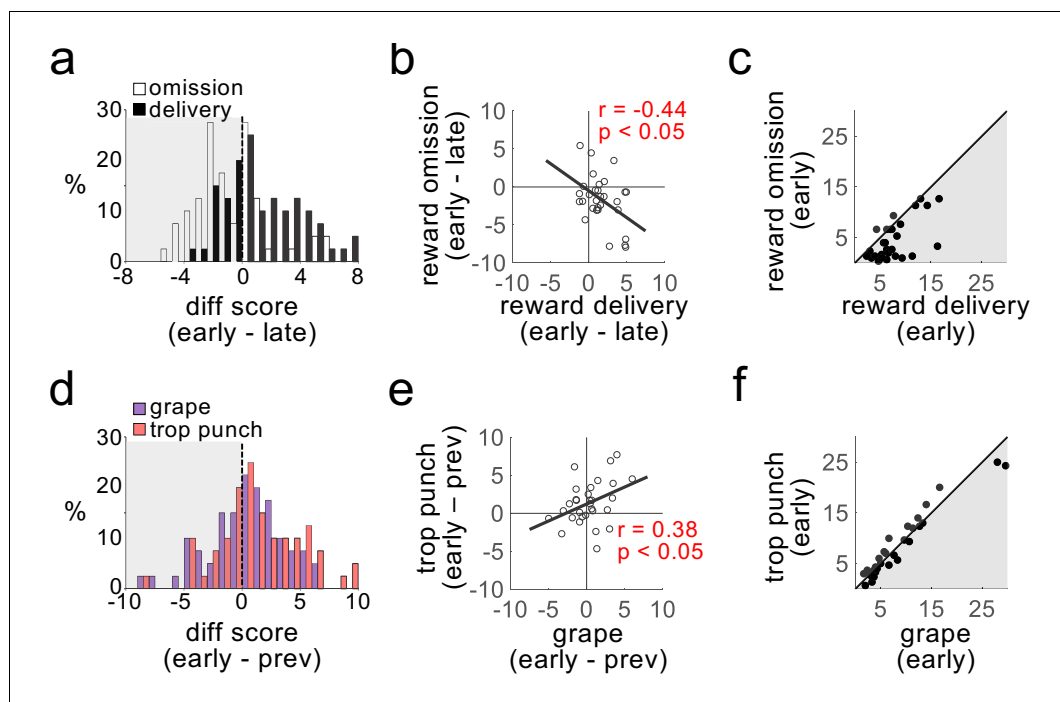 a
omission
delivery
30
20
10
0
%
-8
-4
0
4
8
diff score
(early - late)
b
reward omission
(early - late)
10
5
0
-5
-10
-10
-5
0
5
10
r = -0.44
p < 0.05
reward delivery
(early - late)
c
reward omission
(early)
25
15
5
5
15
25
reward delivery
(early)
d
grape
trop punch
30
20
10
0
%
-10
-5
0
5
10
diff score
(early - prev)
e
trop punch
(early – prev)
10
5
0
-5
-10
-10
-5
0
5
10
r = 0.38
p < 0.05
grape
(early - prev)
f
trop punch
(early)
25
15
5
5
15
25
grape
(early)